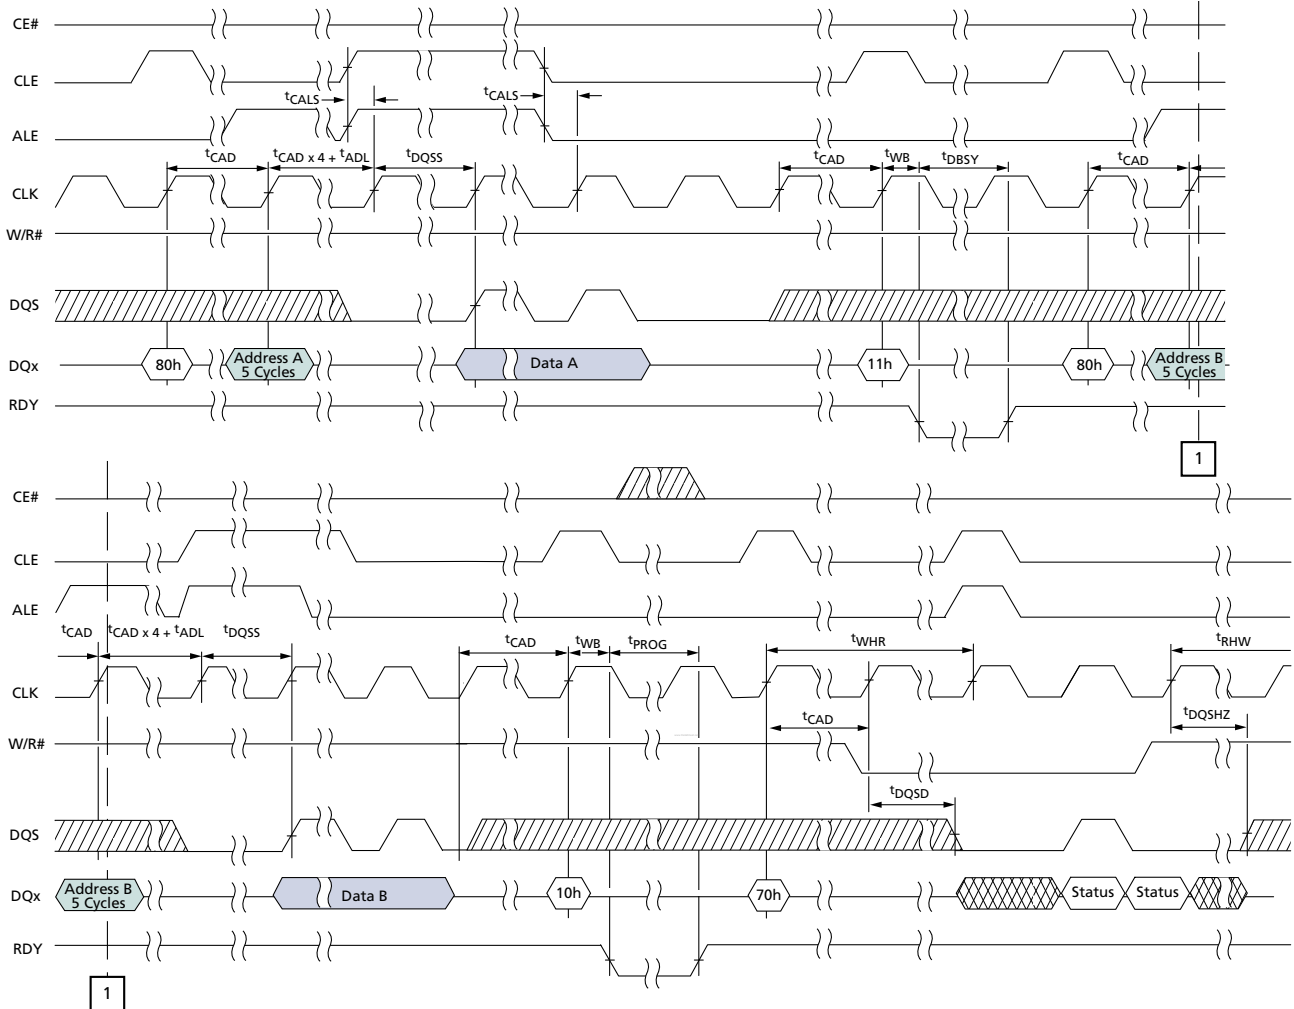 CE#
CLE
tCALS
tCALS
ALE
tCAD
tCAD x 4 + tADL
tDQSS
tCAD
tWB
tDBSY
tCAD
CLK
W/R#
DQS
DQx
80h
Address A
5 Cycles
Data A
11h
80h
Address B
5 Cycles
RDY
1
CE#
CLE
ALE
tCAD
tCAD x 4 + tADL
tDQSS
tCAD
tWB
tPROG
tWHR
tRHW
CLK
tCAD
tDQSHZ
W/R#
tDQSD
DQS
DQx
Address B
5 Cycles
Data B
10h
70h
Status
Status
RDY
1